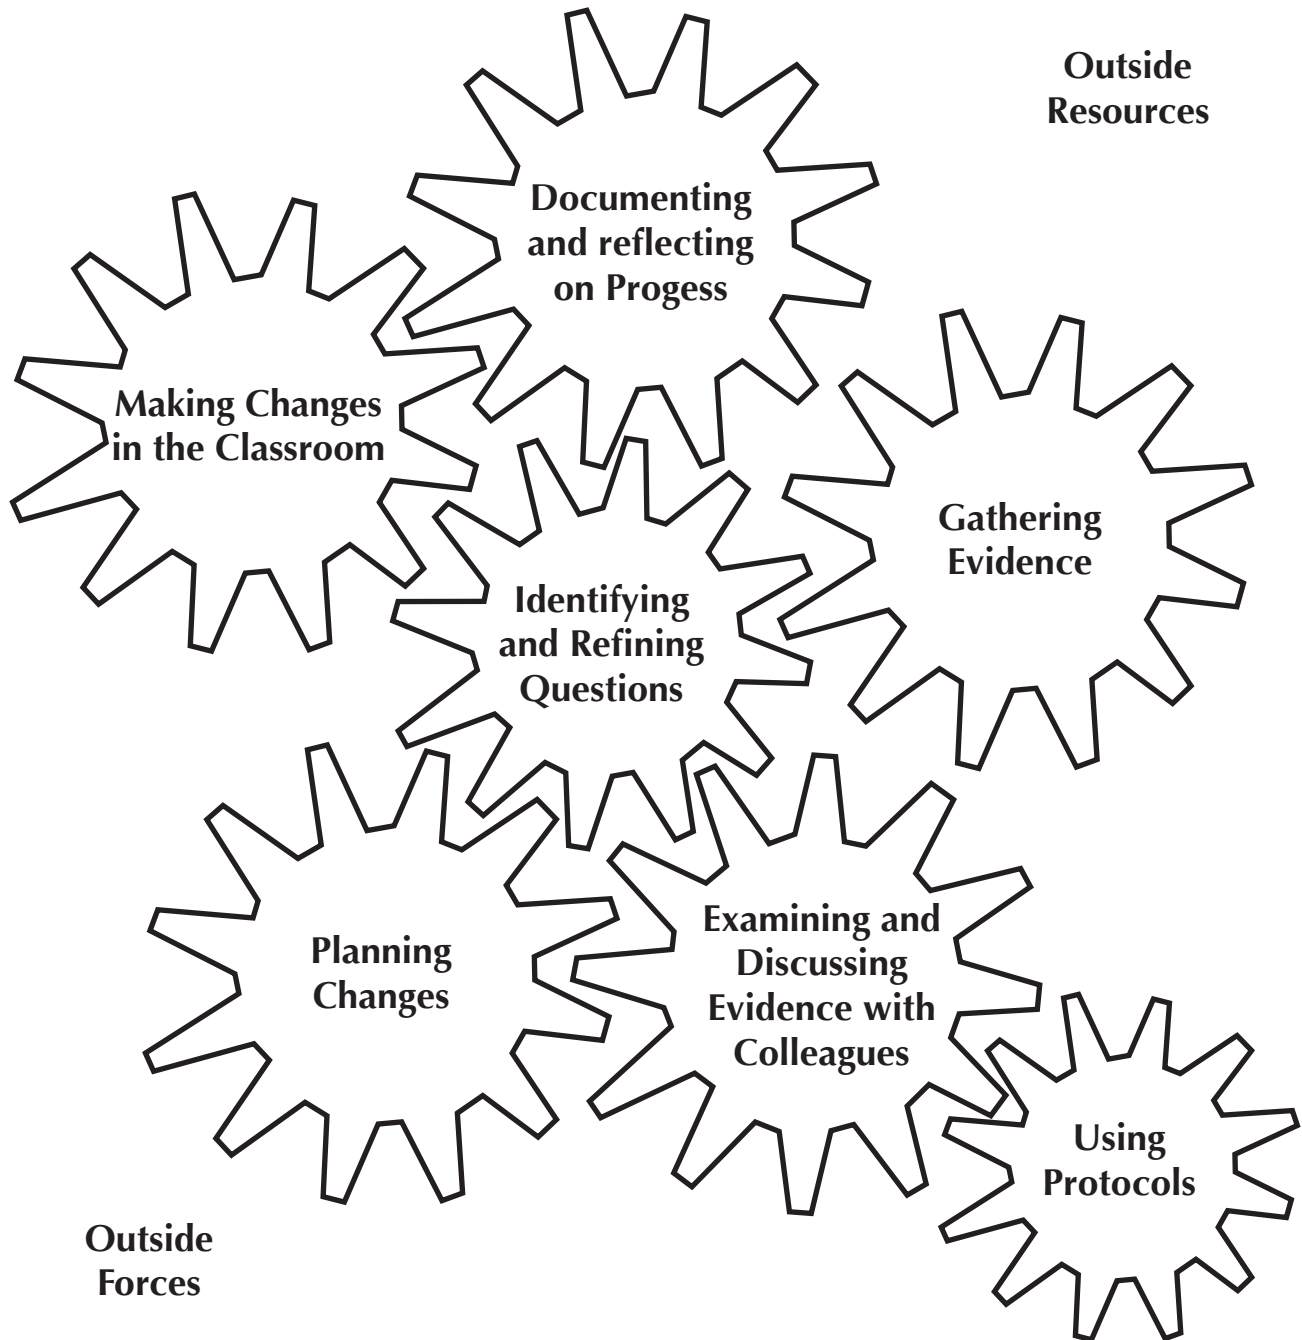 Outside
Resources
Documenting
and reflecting
on Progess
Making Changes
in the Classroom
Gathering
Evidence
Identifying
and Refining
Questions
Planning
Changes
Examining and
Discussing
Evidence with
Colleagues
Using
Protocols
Outside
Forces